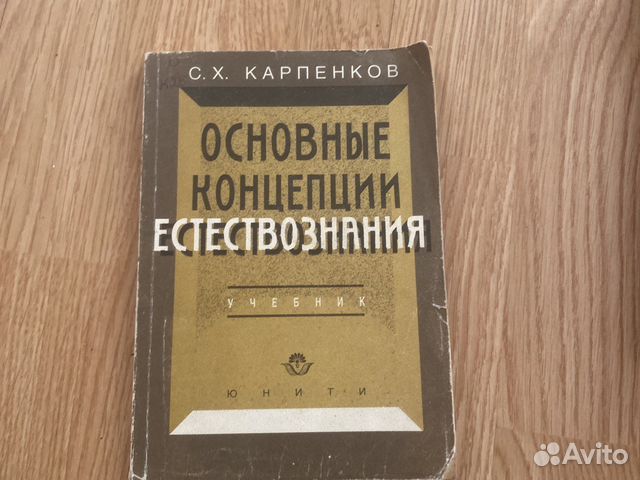 С.Х. КАРПЕНКОВ
ОСНОВНЫЕ
КОНЦЕПЦИИ
ЕСТЕСТВОЗНАНИЯ
УЧЕБНИК
ЮНИТИ
Avito